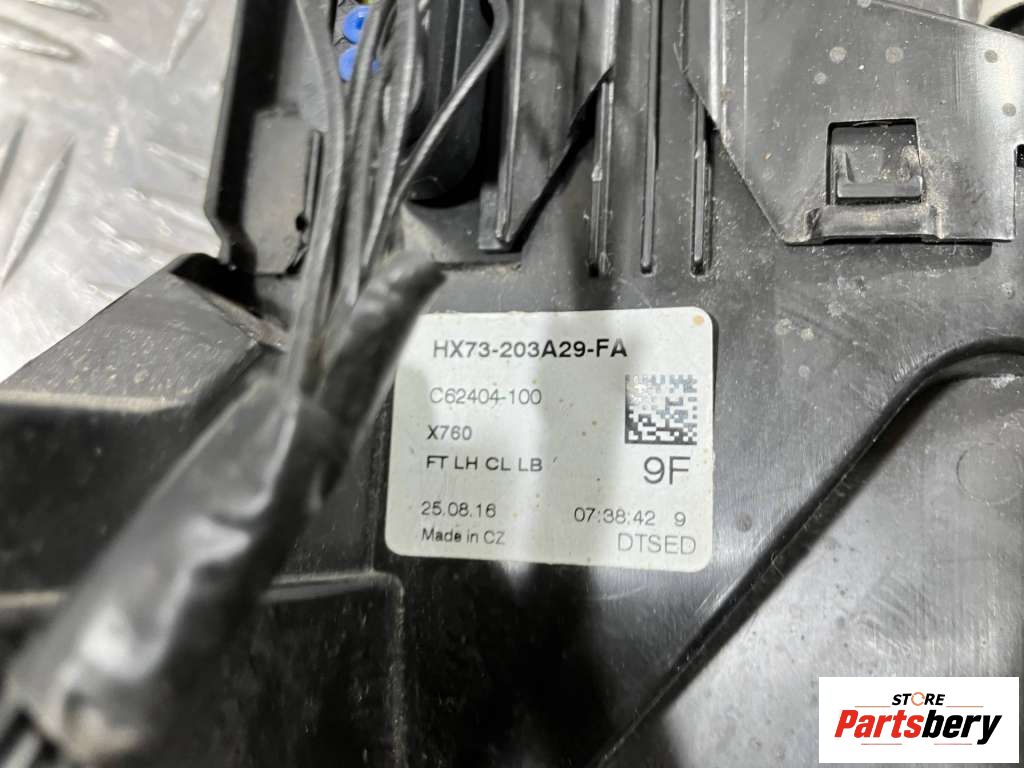 HX73-203A29-FA
C62404-100
X760
FT LH CL LB
9F
25.08.16 07:38:42 9
Made in CZ DTSED
STORE
Partsbery